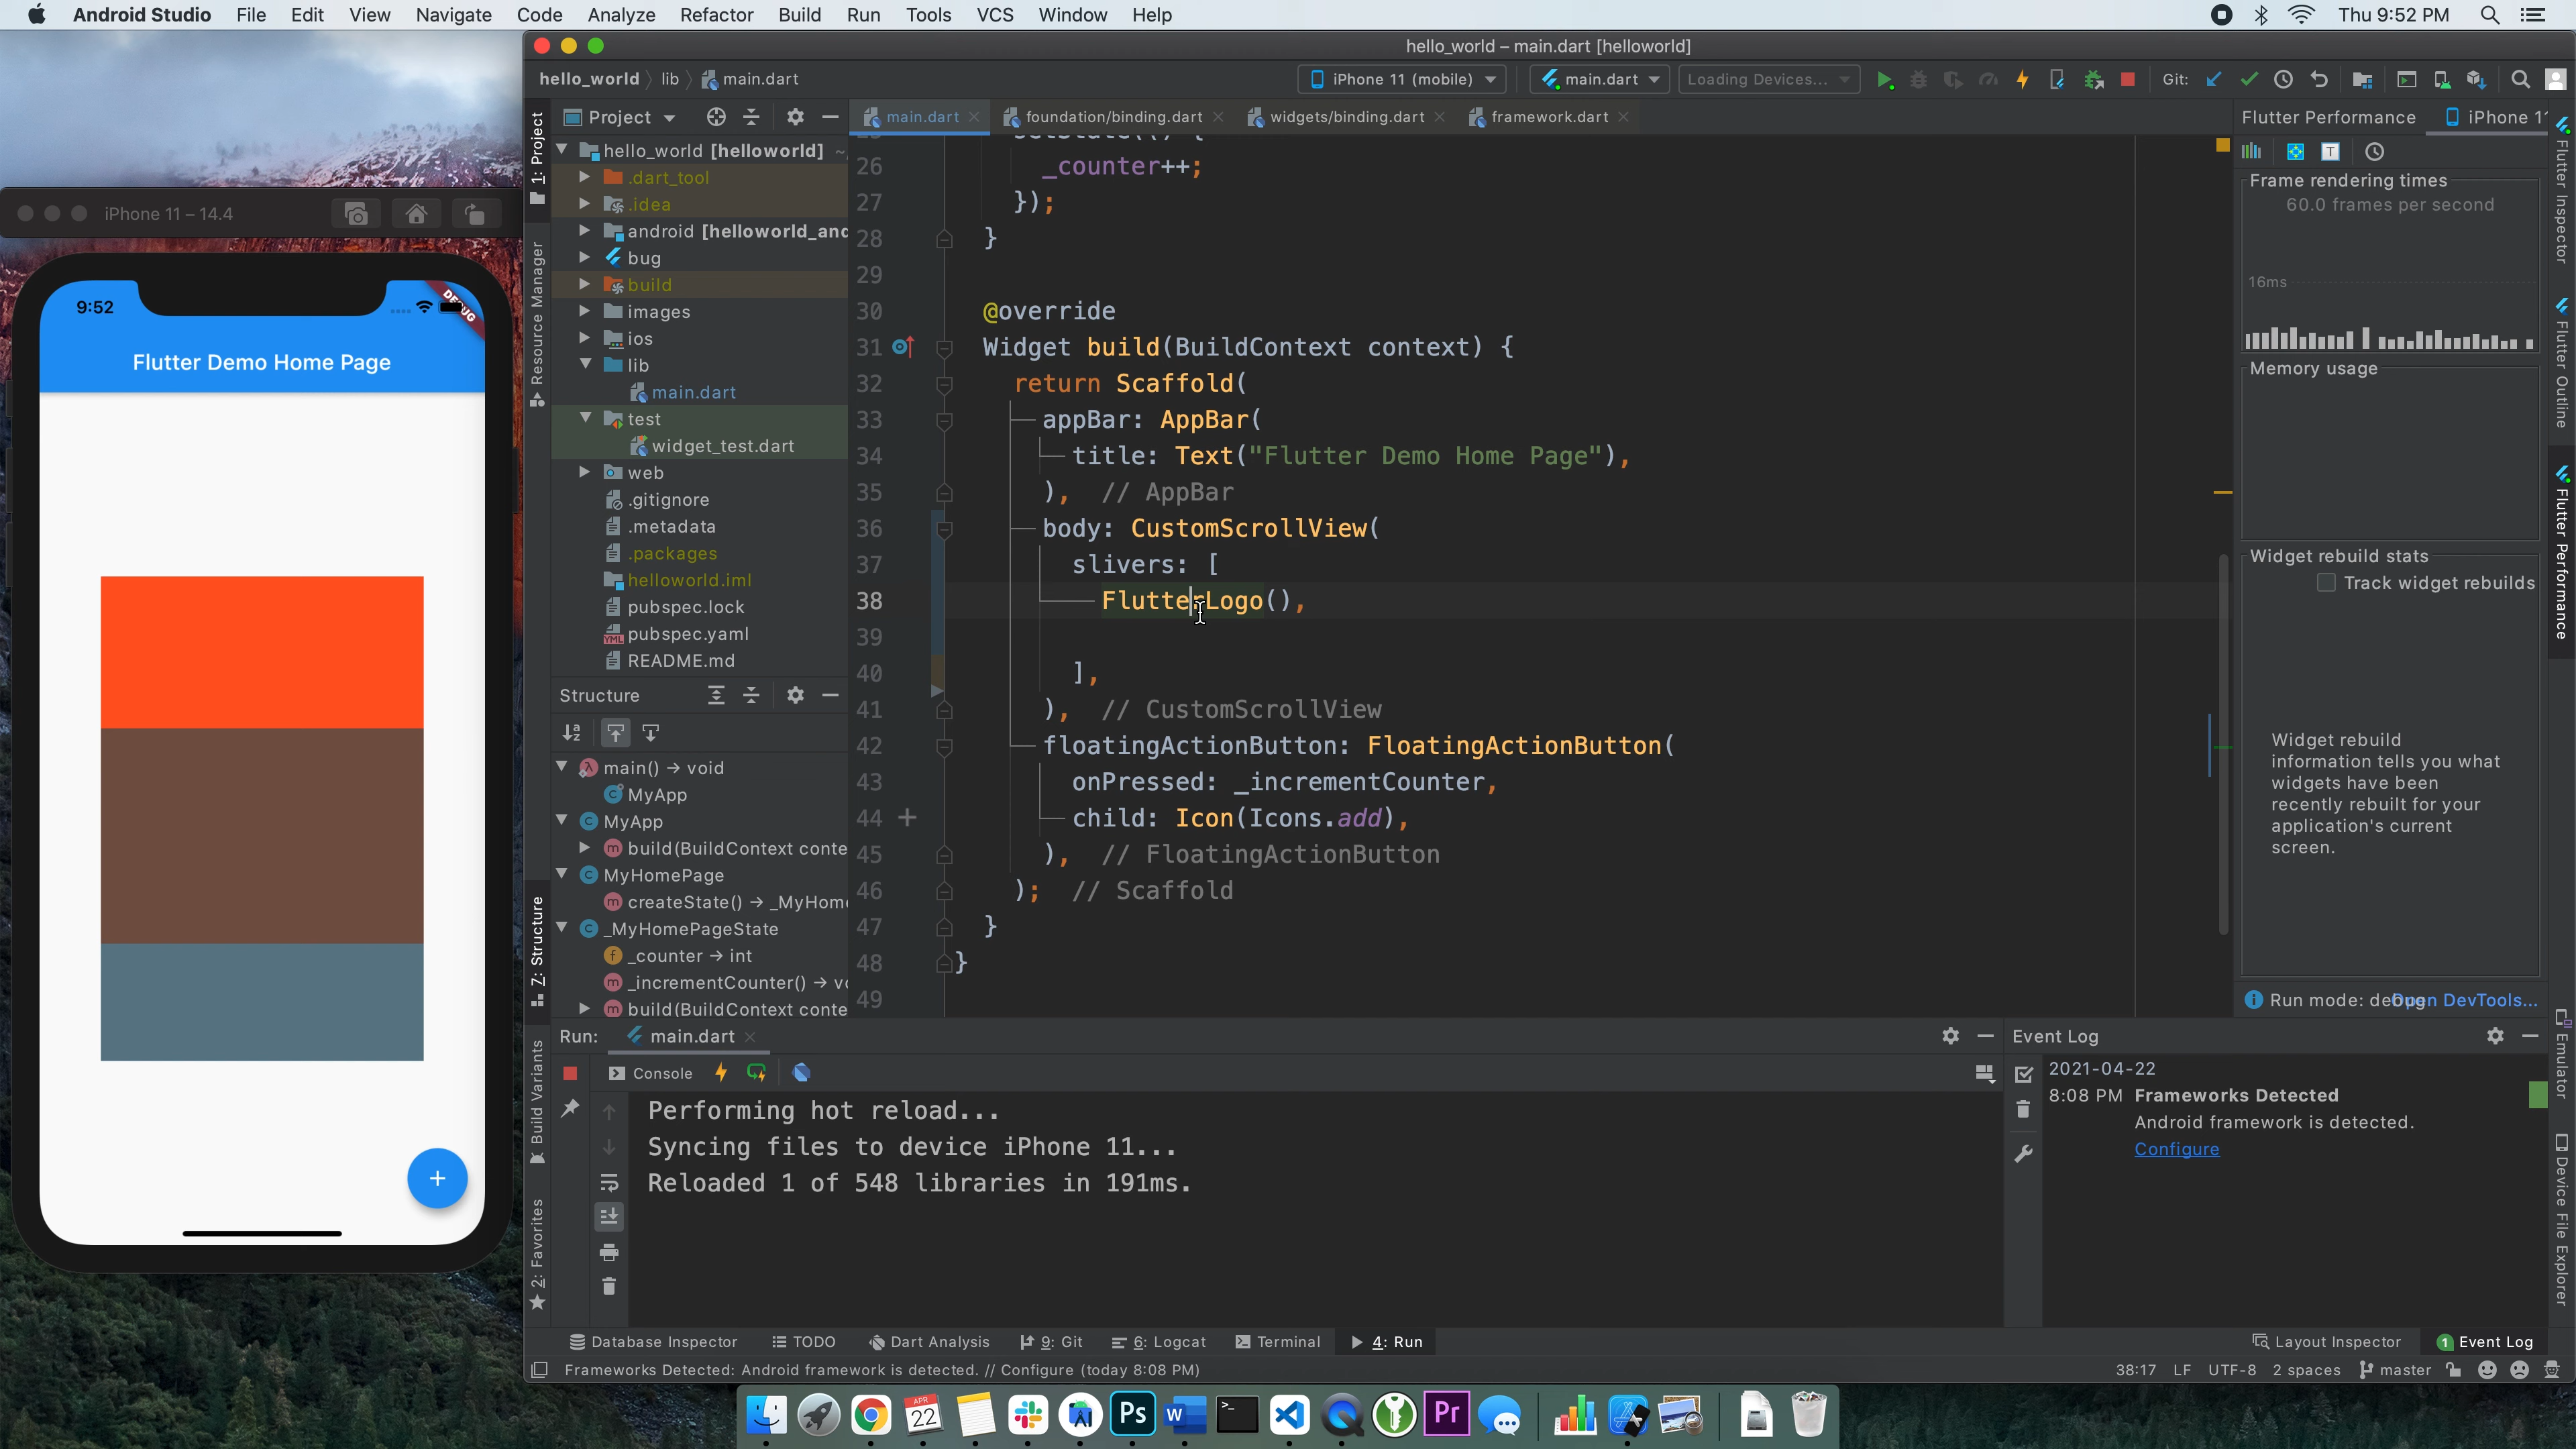 Android Studio File Edit View Navigate Code Analyze Refactor Build Run Tools VCS Window Help
Thu 9:52 PM
hello_world – main.dart [helloworld]
hello_world lib main.dart
iPhone 11 (mobile)
main.dart
Loading Devices...
Git:
1: Project
Resource Manager
Project
hello_world [helloworld] ~
.dart_tool
.idea
android [helloworld_and
bug
build
images
ios
lib
main.dart
test
widget_test.dart
web
.gitignore
.metadata
.packages
helloworld.iml
pubspec.lock
pubspec.yaml
README.md
iPhone 11 – 14.4
9:52
DEBUG
Flutter Demo Home Page
+
Structure
main() → void
MyApp
MyApp
build(BuildContext conte
MyHomePage
createState() → _MyHome
_MyHomePageState
_counter → int
_incrementCounter() → vo
build(BuildContext conte
7: Structure
Build Variants
2: Favorites
main.dart
foundation/binding.dart
widgets/binding.dart
framework.dart
26 _counter++;
27 });
28 }
29
30 @override
31 Widget build(BuildContext context) {
32 return Scaffold(
33 appBar: AppBar(
34 title: Text("Flutter Demo Home Page"),
35 ), // AppBar
36 body: CustomScrollView(
37 slivers: [
38 FlutterLogo(),
39
40 ],
41 ), // CustomScrollView
42 floatingActionButton: FloatingActionButton(
43 onPressed: _incrementCounter,
44 child: Icon(Icons.add),
45 ), // FloatingActionButton
46 ); // Scaffold
47 }
48 }
49
Flutter Performance
iPhone 11
Frame rendering times
60.0 frames per second
16ms
Memory usage
Widget rebuild stats
Track widget rebuilds
Widget rebuild
information tells you what
widgets have been
recently rebuilt for your
application's current
screen.
Run mode: debug
Open DevTools...
Flutter Inspector
Flutter Outline
Flutter Performance
Emulator
Device File Explorer
Run: main.dart
Console
Performing hot reload...
Syncing files to device iPhone 11...
Reloaded 1 of 548 libraries in 191ms.
Event Log
2021-04-22
8:08 PM Frameworks Detected
Android framework is detected.
Configure
Database Inspector TODO Dart Analysis 9: Git 6: Logcat Terminal 4: Run
Layout Inspector 1 Event Log
Frameworks Detected: Android framework is detected. // Configure (today 8:08 PM)
38:17 LF UTF-8 2 spaces master
APR
22
Ps
W
>_
Pr